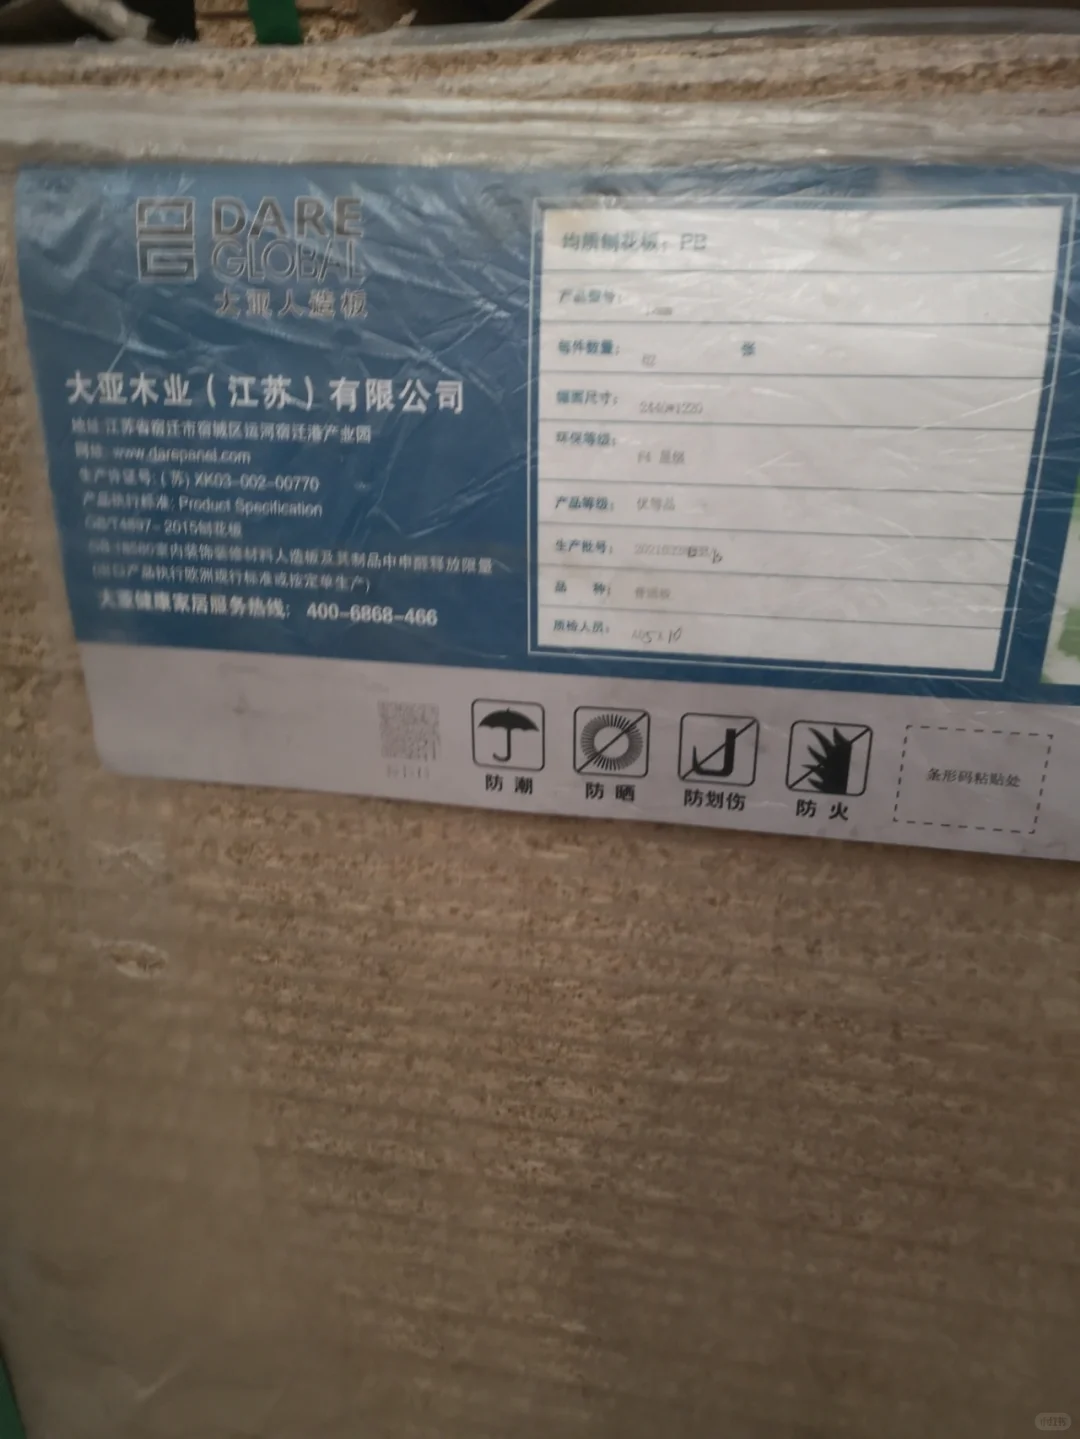 DARE
GLOBAL
大亚人造板
大亚木业（江苏）有限公司
地址:江苏省宿迁市宿城区运河宿迁港产业园
网址: www.darepanel.com
生产许证号:(苏) XK03-002-00770
产品执行标准: Product Specification
GB/T4897- 2015刨花板
GB 18580室内装饰装修材料人造板及其制品中甲醛释放限量
(出口产品执行欧洲现行标准或按定单生产)
大亚健康家居服务热线: 400-6868-466
均质刨花板: PB
产品型号:
每件数量: 张
幅面尺寸: 2440*1220
环保等级: F4 星级
产品等级: 优等品
生产批号:
品 种: 普通板
质检人员:
防 潮
防 晒
防划伤
防 火
条形码粘贴处
小红书